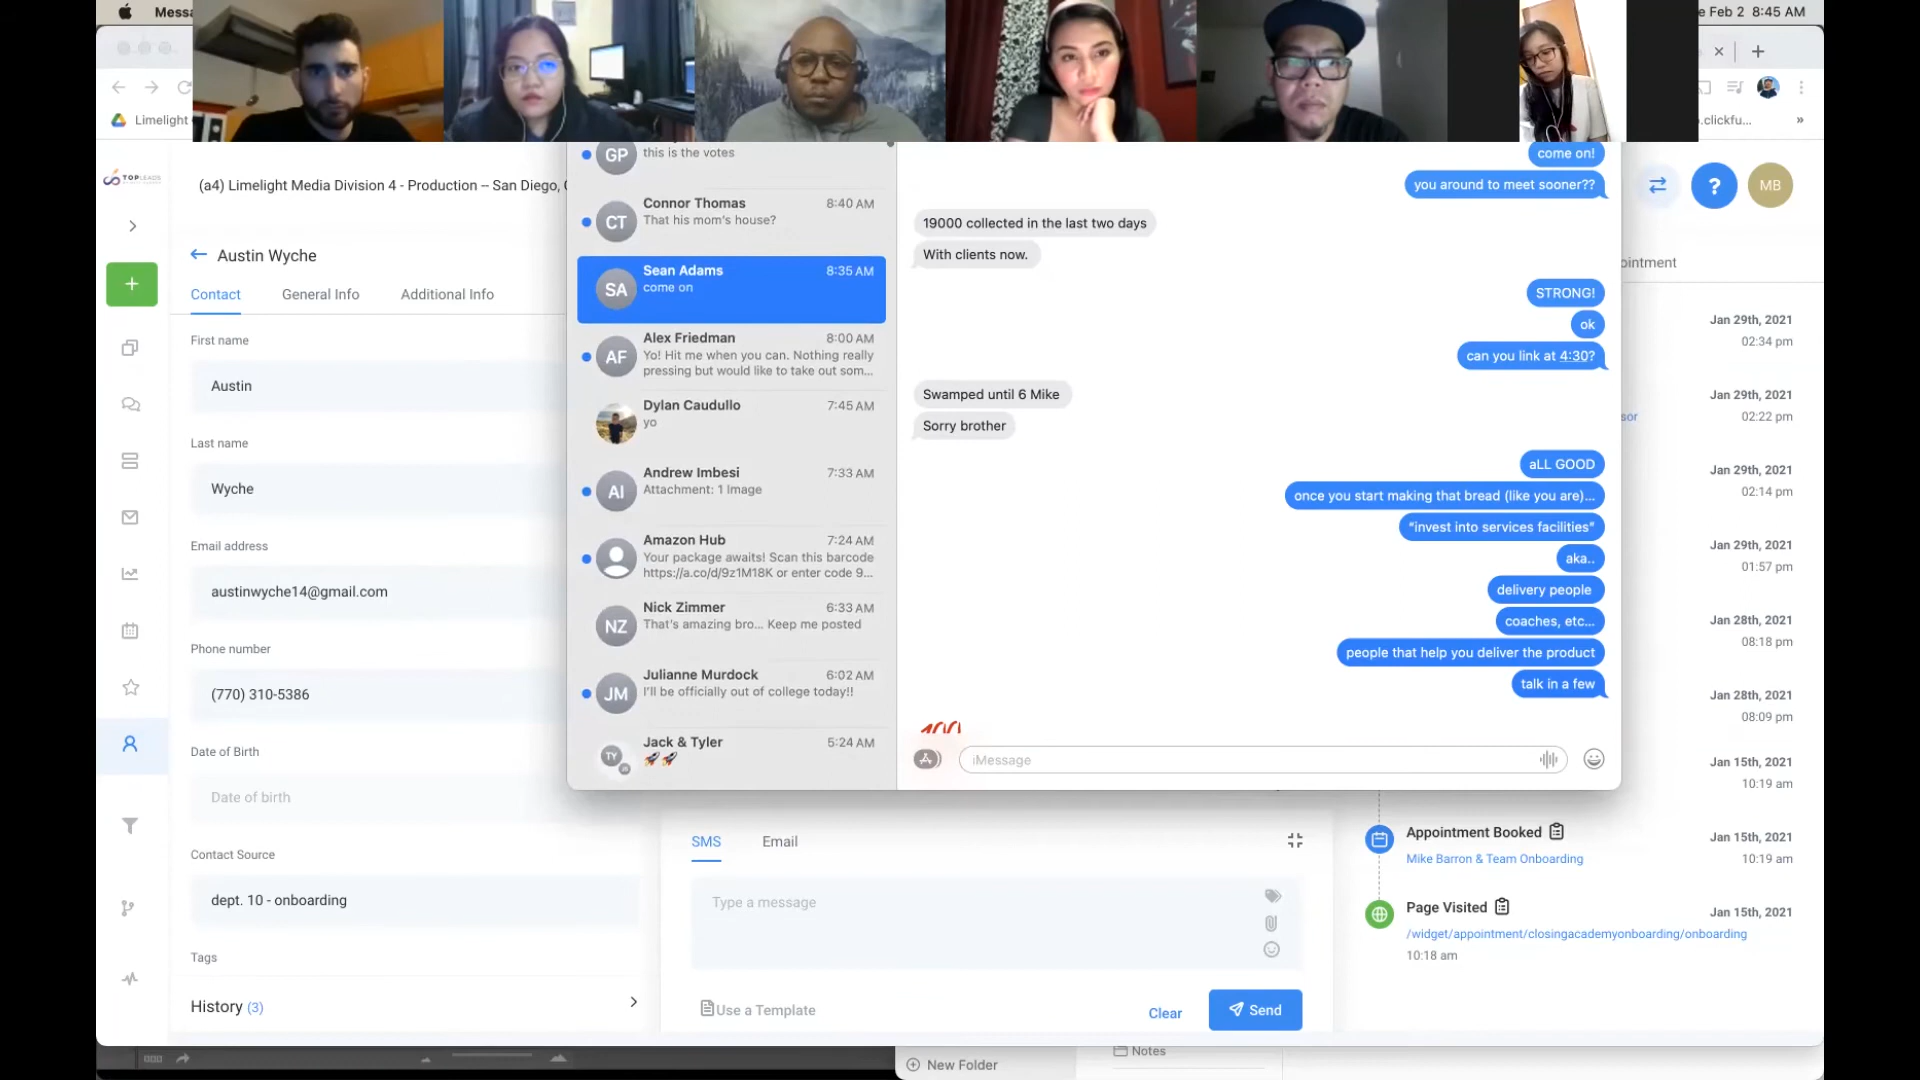 Messa
e Feb 2 8:45 AM
Limelight
o.clickfu...
»
TOPLEADS
(a4) Limelight Media Division 4 - Production -- San Diego, C
?
MB
Austin Wyche
Contact
General Info
Additional Info
First name
Austin
Last name
Wyche
Email address
austinwyche14@gmail.com
Phone number
(770) 310-5386
Date of Birth
Date of birth
Contact Source
dept. 10 - onboarding
Tags
History (3)
GP
this is the votes
CT
Connor Thomas
8:40 AM
That his mom's house?
SA
Sean Adams
8:35 AM
come on
AF
Alex Friedman
8:00 AM
Yo! Hit me when you can. Nothing really
pressing but would like to take out som...
Dylan Caudullo
7:45 AM
yo
AI
Andrew Imbesi
7:33 AM
Attachment: 1 Image
Amazon Hub
7:24 AM
Your package awaits! Scan this barcode
https://a.co/d/9z1M18K or enter code 9...
NZ
Nick Zimmer
6:33 AM
That's amazing bro... Keep me posted
JM
Julianne Murdock
6:02 AM
I'll be officially out of college today!!
TY
Jack & Tyler
5:24 AM
🚀🚀
come on!
you around to meet sooner??
19000 collected in the last two days
With clients now.
STRONG!
ok
can you link at 4:30?
Swamped until 6 Mike
Sorry brother
aLL GOOD
once you start making that bread (like you are)...
“invest into services facilities”
aka..
delivery people
coaches, etc...
people that help you deliver the product
talk in a few
iMessage
SMS
Email
Type a message
Use a Template
Clear
Send
ointment
Jan 29th, 2021
02:34 pm
Jan 29th, 2021
sor
02:22 pm
Jan 29th, 2021
02:14 pm
Jan 29th, 2021
01:57 pm
Jan 28th, 2021
08:18 pm
Jan 28th, 2021
08:09 pm
Jan 15th, 2021
10:19 am
Appointment Booked
Jan 15th, 2021
Mike Barron & Team Onboarding
10:19 am
Page Visited
Jan 15th, 2021
/widget/appointment/closingacademyonboarding/onboarding
10:18 am
New Folder
Notes